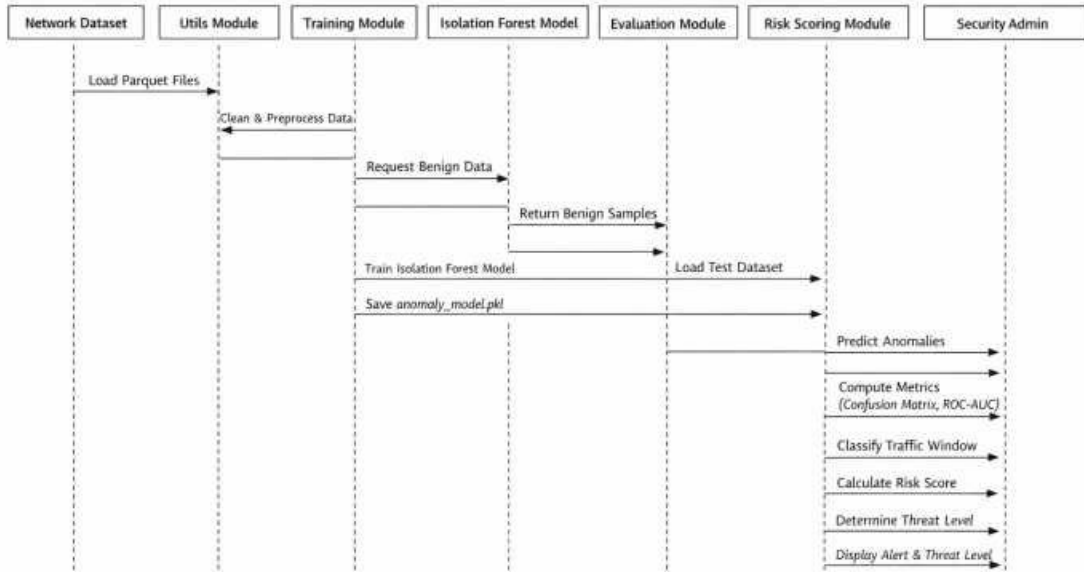 Network Dataset
Utils Module
Training Module
Isolation Forest Model
Evaluation Module
Risk Scoring Module
Security Admin
Load Parquet Files
Clean & Preprocess Data
Request Benign Data
Return Benign Samples
Train Isolation Forest Model
Load Test Dataset
Save anomaly_model.pkl
Predict Anomalies
Compute Metrics
(Confusion Matrix, ROC-AUC)
Classify Traffic Window
Calculate Risk Score
Determine Threat Level
Display Alert & Threat Level